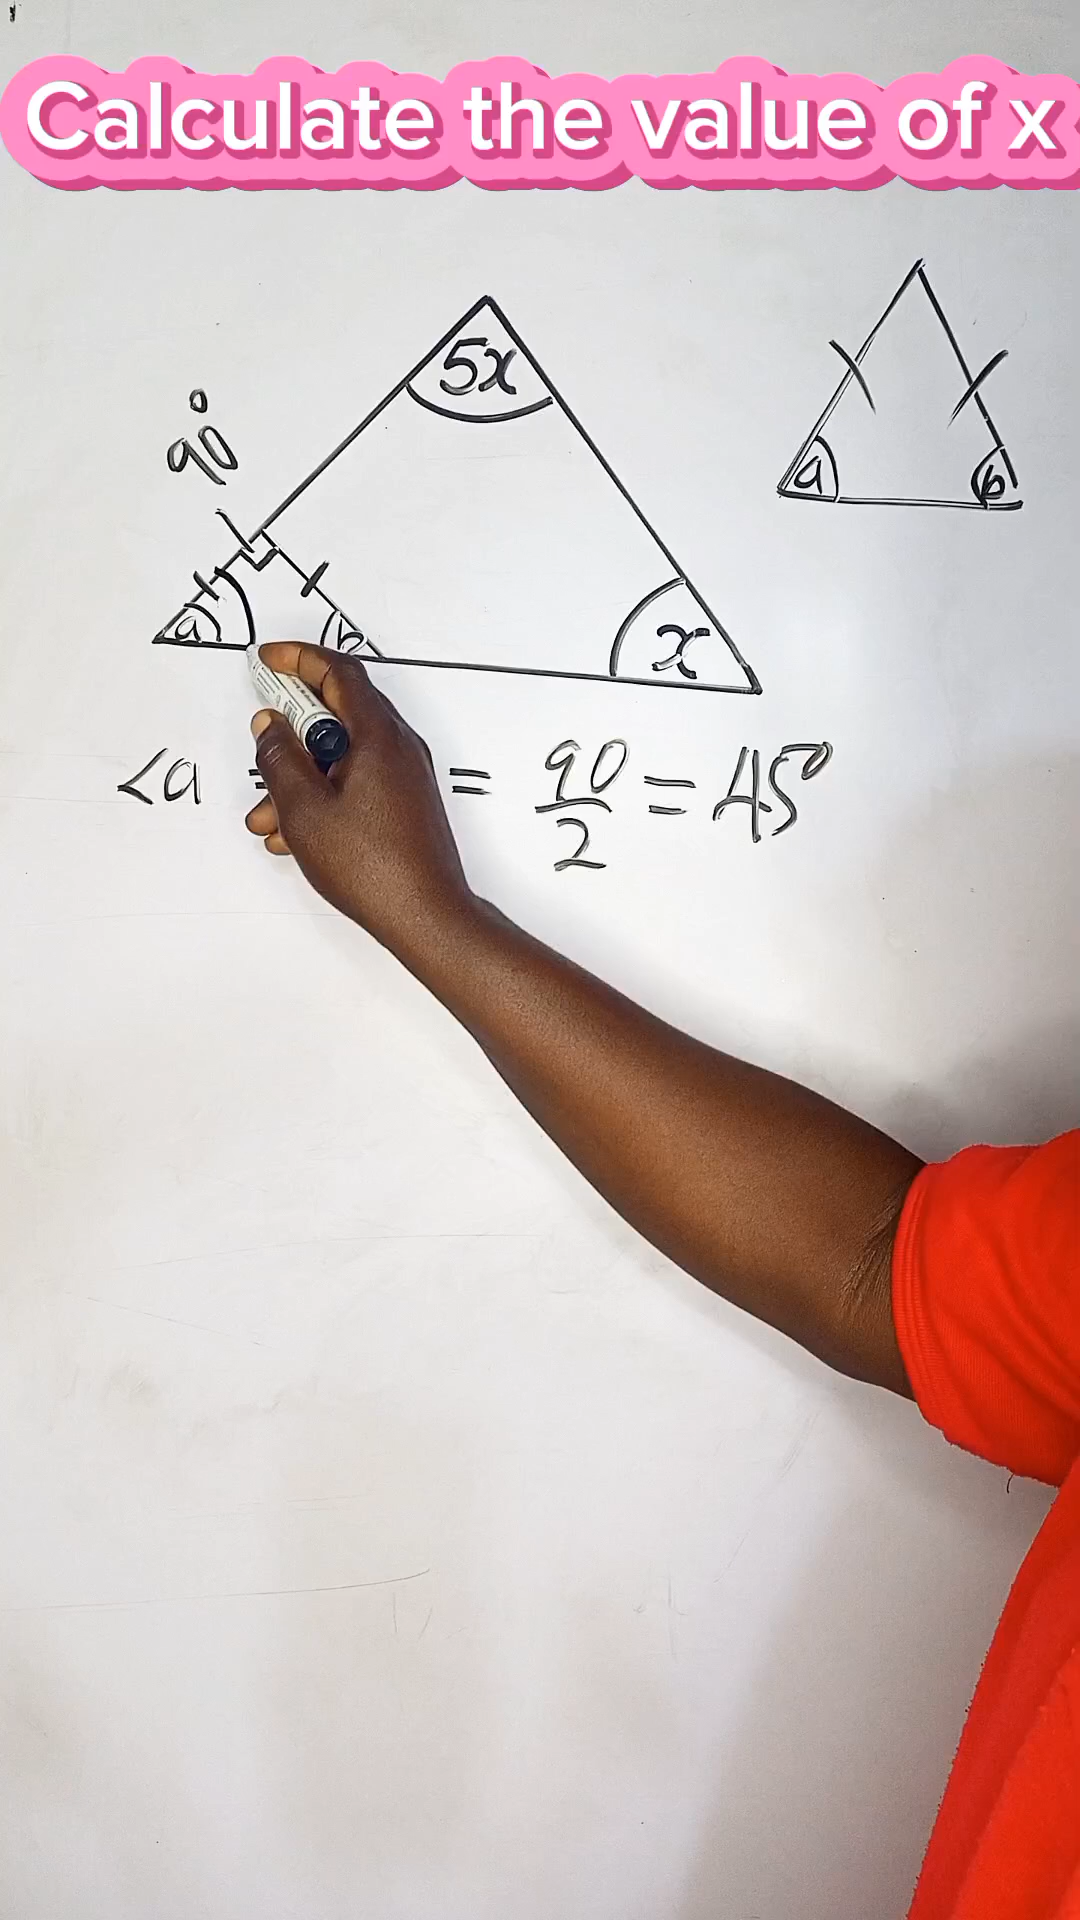 Calculate the value of x
5x
90°
a
b
x
a
b
<a = = 90/2 = 45°